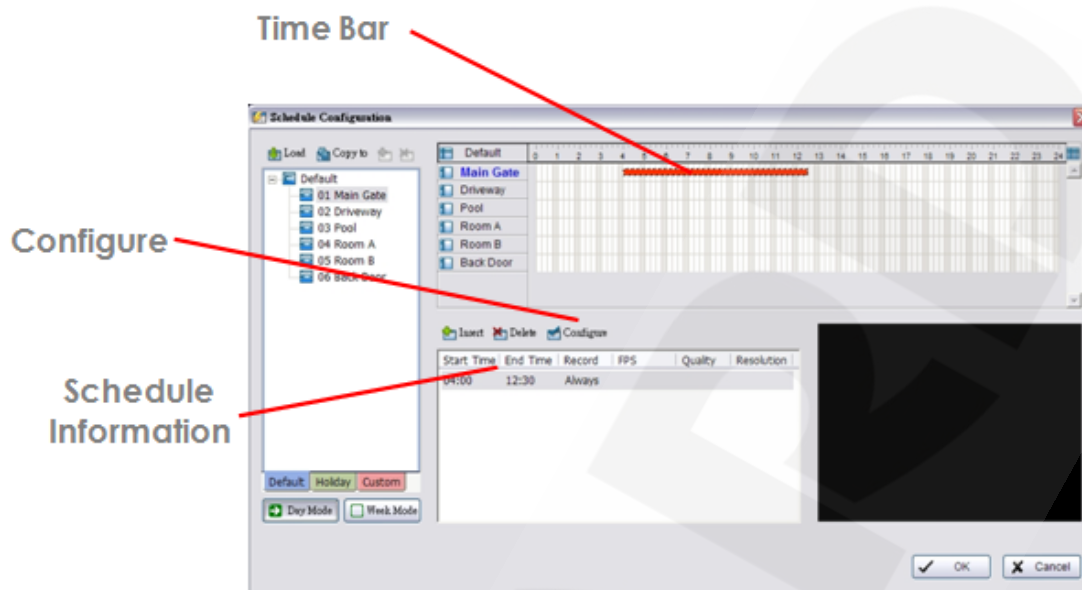 Time Bar
Schedule Configuration
Load Copy to
Default
01 Main Gate
02 Driveway
03 Pool
04 Room A
05 Room B
06 Back Door
Default 0 1 2 3 4 5 6 7 8 9 10 11 12 13 14 15 16 17 18 19 20 21 22 23 24
Main Gate
Driveway
Pool
Room A
Room B
Back Door
Configure
Insert Delete Configure
Start Time End Time Record FPS Quality Resolution
04:00 12:30 Always
Schedule
Information
Default Holiday Custom
Day Mode Week Mode
OK Cancel